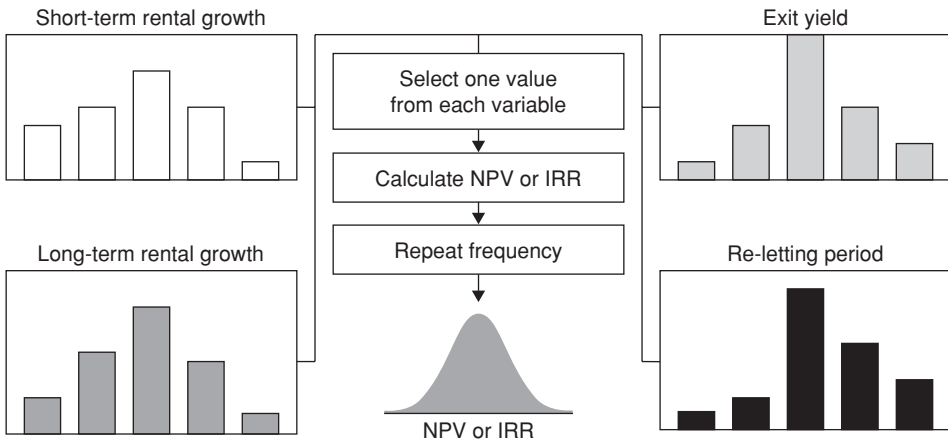 Short-term rental growth
Exit yield
Select one value
from each variable
Calculate NPV or IRR
Long-term rental growth
Repeat frequency
Re-letting period
NPV or IRR